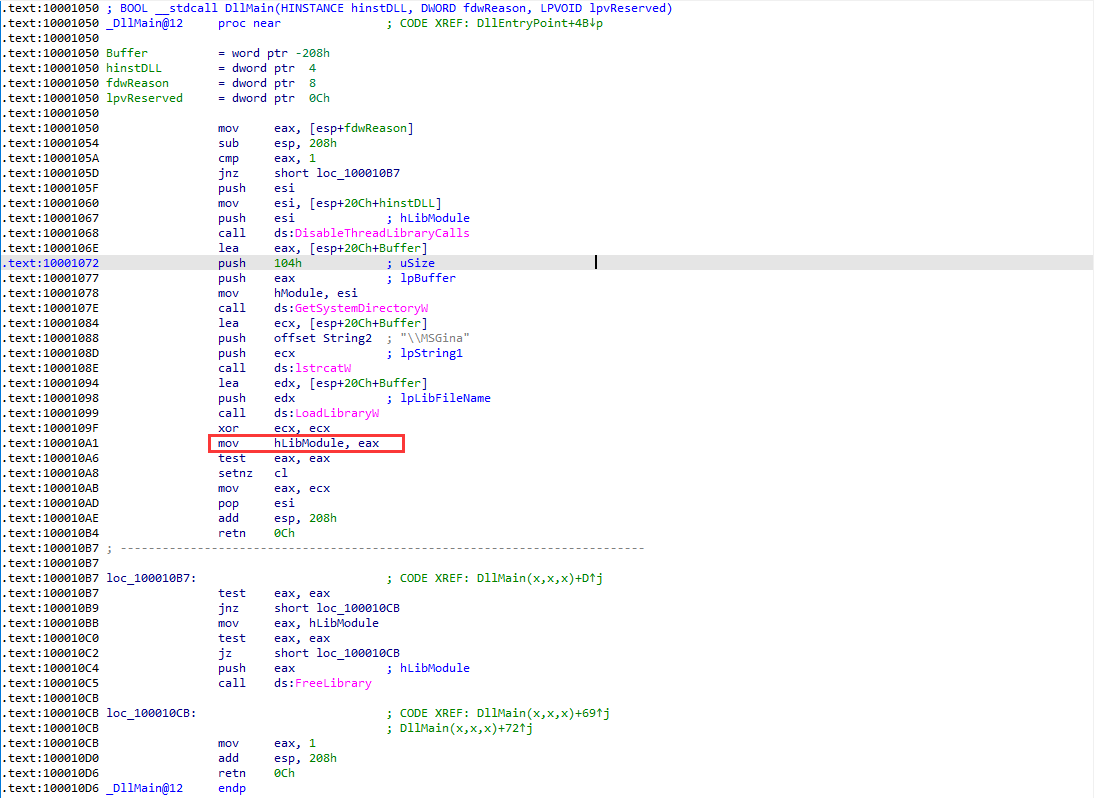 .text:10001050 ; BOOL __stdcall DllMain(HINSTANCE hinstDLL, DWORD fdwReason, LPVOID lpvReserved)
.text:10001050 _DllMain@12     proc near               ; CODE XREF: DllEntryPoint+4B↓p
.text:10001050
.text:10001050 Buffer          = word ptr -208h
.text:10001050 hinstDLL        = dword ptr  4
.text:10001050 fdwReason       = dword ptr  8
.text:10001050 lpvReserved     = dword ptr  0Ch
.text:10001050
.text:10001050                 mov     eax, [esp+fdwReason]
.text:10001054                 sub     esp, 208h
.text:1000105A                 cmp     eax, 1
.text:1000105D                 jnz     short loc_100010B7
.text:1000105F                 push    esi
.text:10001060                 mov     esi, [esp+20Ch+hinstDLL]
.text:10001067                 push    esi             ; hLibModule
.text:10001068                 call    ds:DisableThreadLibraryCalls
.text:1000106E                 lea     eax, [esp+20Ch+Buffer]
.text:10001072                 push    104h            ; uSize
.text:10001077                 push    eax             ; lpBuffer
.text:10001078                 mov     hModule, esi
.text:1000107E                 call    ds:GetSystemDirectoryW
.text:10001084                 lea     ecx, [esp+20Ch+Buffer]
.text:10001088                 push    offset String2  ; "\\MSGina"
.text:1000108D                 push    ecx             ; lpString1
.text:1000108E                 call    ds:lstrcatW
.text:10001094                 lea     edx, [esp+20Ch+Buffer]
.text:10001098                 push    edx             ; lpLibFileName
.text:10001099                 call    ds:LoadLibraryW
.text:1000109F                 xor     ecx, ecx
.text:100010A1                 mov     hLibModule, eax
.text:100010A6                 test    eax, eax
.text:100010A8                 setnz   cl
.text:100010AB                 mov     eax, ecx
.text:100010AD                 pop     esi
.text:100010AE                 add     esp, 208h
.text:100010B4                 retn    0Ch
.text:100010B7 ; ---------------------------------------------------------------------------
.text:100010B7
.text:100010B7 loc_100010B7:                           ; CODE XREF: DllMain(x,x,x)+D↑j
.text:100010B7                 test    eax, eax
.text:100010B9                 jnz     short loc_100010CB
.text:100010BB                 mov     eax, hLibModule
.text:100010C0                 test    eax, eax
.text:100010C2                 jz      short loc_100010CB
.text:100010C4                 push    eax             ; hLibModule
.text:100010C5                 call    ds:FreeLibrary
.text:100010CB
.text:100010CB loc_100010CB:                           ; CODE XREF: DllMain(x,x,x)+69↑j
.text:100010CB                                         ; DllMain(x,x,x)+72↑j
.text:100010CB                 mov     eax, 1
.text:100010D0                 add     esp, 208h
.text:100010D6                 retn    0Ch
.text:100010D6 _DllMain@12     endp